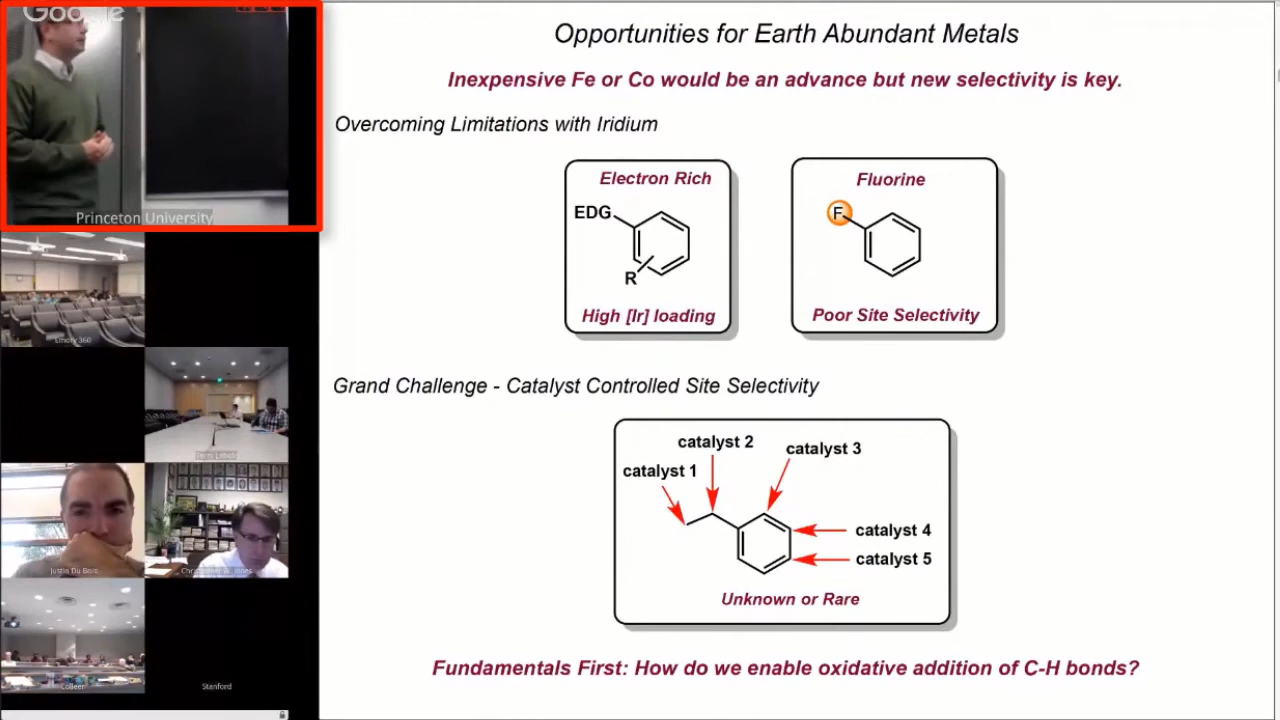 Google
Princeton University
Emory 360
Justin Du Bois
Stanford
Opportunities for Earth Abundant Metals
Inexpensive Fe or Co would be an advance but new selectivity is key.
Overcoming Limitations with Iridium
Electron Rich
EDG
R
High [Ir] loading
Fluorine
F
Poor Site Selectivity
Grand Challenge - Catalyst Controlled Site Selectivity
catalyst 1
catalyst 2
catalyst 3
catalyst 4
catalyst 5
Unknown or Rare
Fundamentals First: How do we enable oxidative addition of C-H bonds?